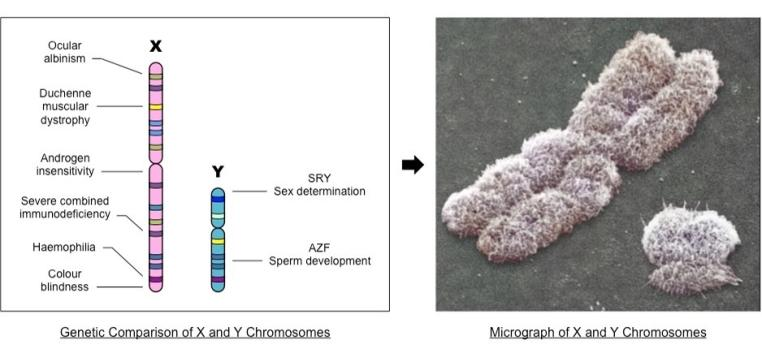 X
Ocular
albinism
Duchenne
muscular
dystrophy
Androgen
insensitivity
Severe combined
immunodeficiency
Haemophilia
Colour
blindness
Y
SRY
Sex determination
AZF
Sperm development
Genetic Comparison of X and Y Chromosomes
Micrograph of X and Y Chromosomes